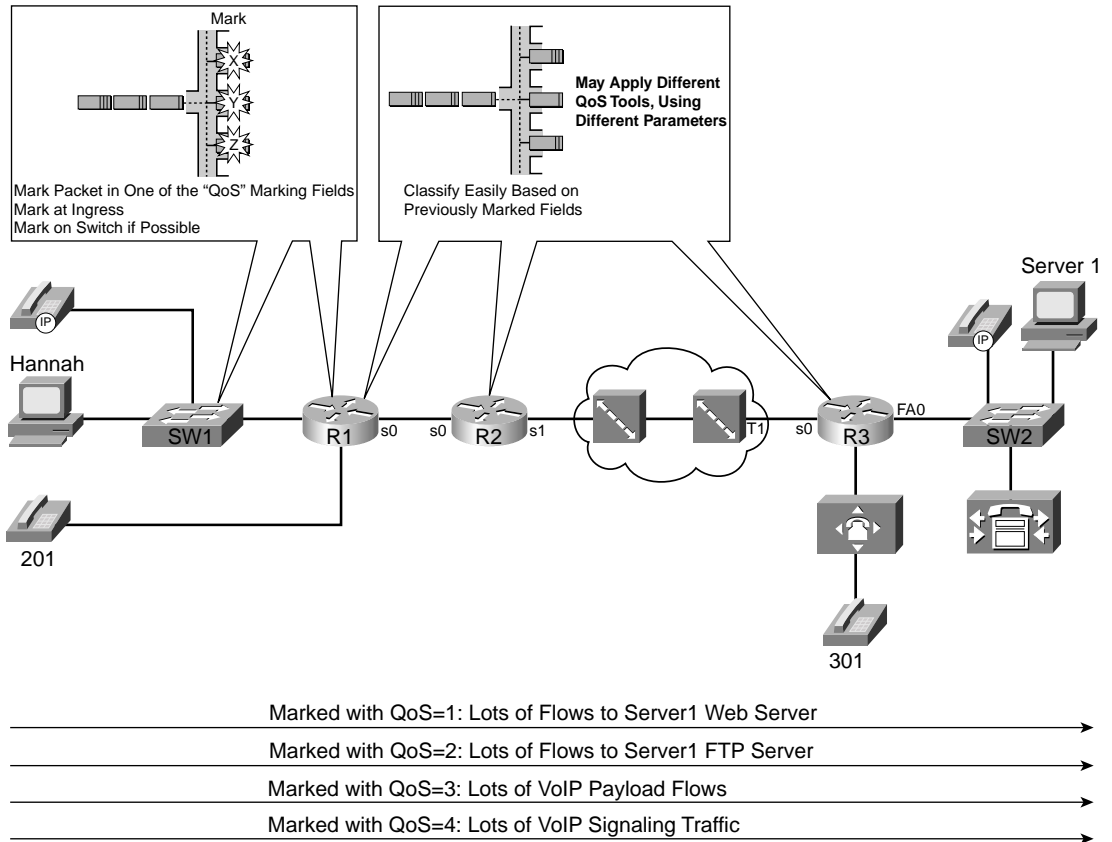 Mark
X
Y
Z
Mark Packet in One of the “QoS” Marking Fields
Mark at Ingress
Mark on Switch if Possible
May Apply Different
QoS Tools, Using
Different Parameters
Classify Easily Based on
Previously Marked Fields
Server 1
IP
IP
Hannah
SW1
R1
s0
s0
R2
s1
T1
s0
R3
FA0
SW2
201
301
Marked with QoS=1: Lots of Flows to Server1 Web Server
Marked with QoS=2: Lots of Flows to Server1 FTP Server
Marked with QoS=3: Lots of VoIP Payload Flows
Marked with QoS=4: Lots of VoIP Signaling Traffic